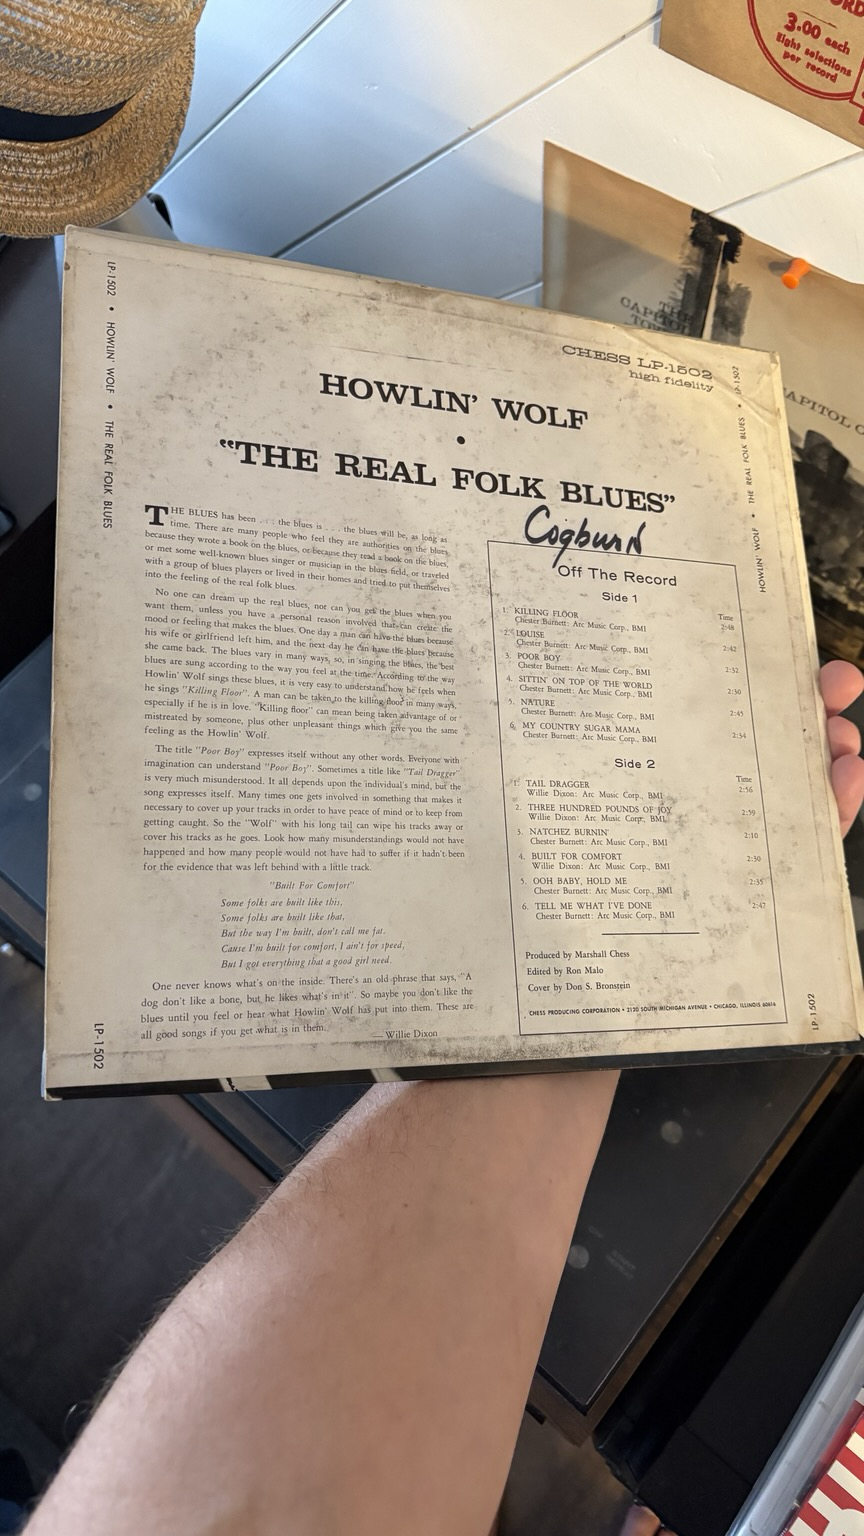 ORD
3.00 each
Eight selections
per record
THE
CAPITOL
TOWER
CAPITOL
LP-1502 • HOWLIN' WOLF • THE REAL FOLK BLUES
LP-1502
CHESS LP-1502
high fidelity
HOWLIN' WOLF
•
"THE REAL FOLK BLUES"
Cogburn
THE BLUES has been . . . the blues is . . . the blues will be, as long as
time. There are many people who feel they are authorities on the blues,
because they wrote a book on the blues, or because they read a book on the blues,
or met some well-known blues singer or musician in the blues field, or traveled
with a group of blues players or lived in their homes and tried to put themselves
into the feeling of the real folk blues.
No one can dream up the real blues, nor can you get the blues when you
want them, unless you have a personal reason involved that can create the
mood or feeling that makes the blues. One day a man can have the blues because
his wife or girlfriend left him, and the next day he can have the blues because
she came back. The blues vary in many ways, so, in singing the blues, the best
blues are sung according to the way you feel at the time. According to the way
Howlin' Wolf sings these blues, it is very easy to understand how he feels when
he sings "Killing Floor". A man can be taken to the killing floor in many ways,
especially if he is in love. "Killing floor" can mean being taken advantage of or
mistreated by someone, plus other unpleasant things which give you the same
feeling as the Howlin' Wolf.
The title "Poor Boy" expresses itself without any other words. Everyone with
imagination can understand "Poor Boy". Sometimes a title like "Tail Dragger"
is very much misunderstood. It all depends upon the individual's mind, but the
song expresses itself. Many times one gets involved in something that makes it
necessary to cover up your tracks in order to have peace of mind or to keep from
getting caught. So the "Wolf" with his long tail can wipe his tracks away or
cover his tracks as he goes. Look how many misunderstandings would not have
happened and how many people would not have had to suffer if it hadn't been
for the evidence that was left behind with a little track.
"Built For Comfort"
Some folks are built like this,
Some folks are built like that,
But the way I'm built, don't call me fat.
Cause I'm built for comfort, I ain't for speed,
But I got everything that a good girl need.
One never knows what's on the inside. There's an old phrase that says, "A
dog don't like a bone, but he likes what's in it". So maybe you don't like the
blues until you feel or hear what Howlin' Wolf has put into them. These are
all good songs if you get what is in them.
—Willie Dixon
Off The Record
Side 1
Time
1. KILLING FLOOR 2:48
Chester Burnett: Arc Music Corp., BMI
2. LOUISE 2:42
Chester Burnett: Arc Music Corp., BMI
3. POOR BOY 2:32
Chester Burnett: Arc Music Corp., BMI
4. SITTIN' ON TOP OF THE WORLD 2:30
Chester Burnett: Arc Music Corp., BMI
5. NATURE 2:45
Chester Burnett: Arc Music Corp., BMI
6. MY COUNTRY SUGAR MAMA 2:34
Chester Burnett: Arc Music Corp., BMI
Side 2
Time
1. TAIL DRAGGER 2:56
Willie Dixon: Arc Music Corp., BMI
2. THREE HUNDRED POUNDS OF JOY 2:59
Willie Dixon: Arc Music Corp., BMI
3. NATCHEZ BURNIN' 2:10
Chester Burnett: Arc Music Corp., BMI
4. BUILT FOR COMFORT 2:30
Willie Dixon: Arc Music Corp., BMI
5. OOH BABY, HOLD ME 2:35
Chester Burnett: Arc Music Corp., BMI
6. TELL ME WHAT I'VE DONE 2:47
Chester Burnett: Arc Music Corp., BMI
Produced by Marshall Chess
Edited by Ron Malo
Cover by Don S. Bronstein
CHESS PRODUCING CORPORATION • 2120 SOUTH MICHIGAN AVENUE • CHICAGO, ILLINOIS 60616
HOWLIN' WOLF • THE REAL FOLK BLUES • LP-1502
LP-1502